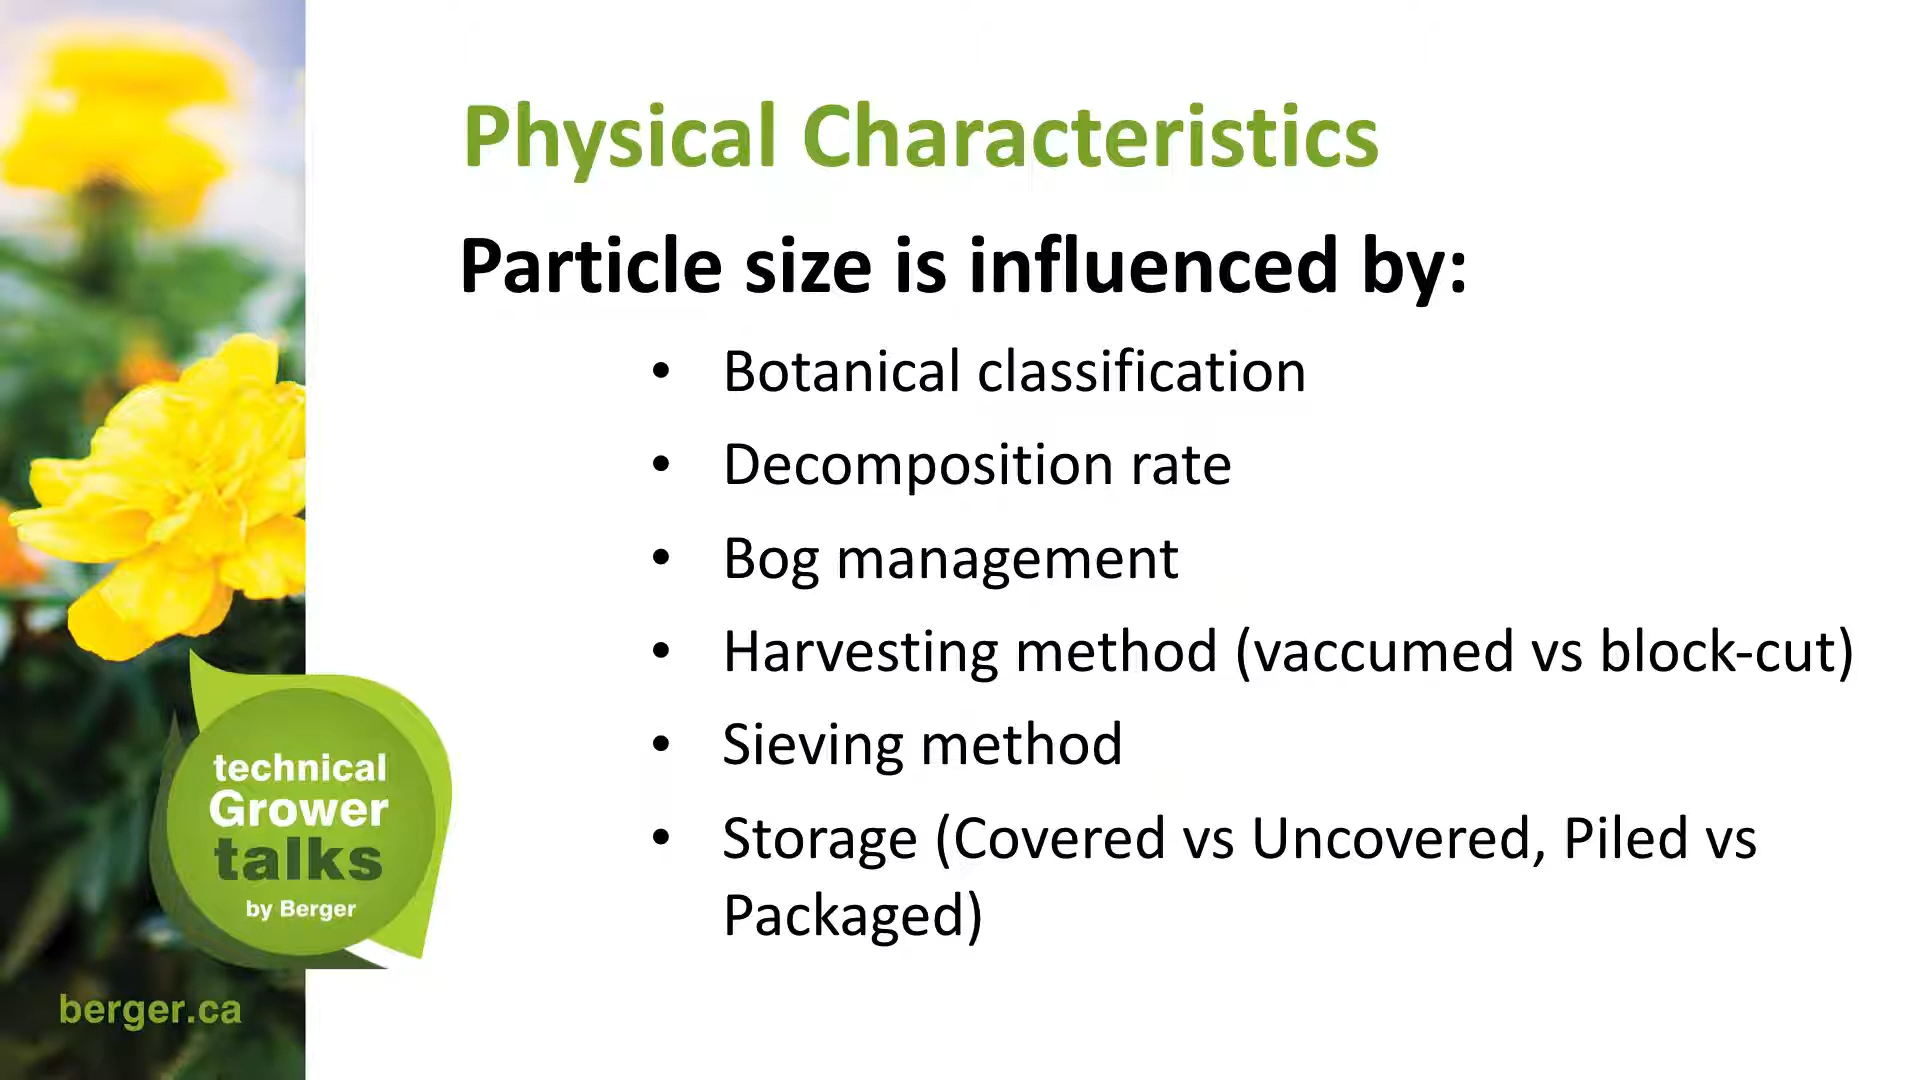 Physical Characteristics
Particle size is influenced by:
• Botanical classification
• Decomposition rate
• Bog management
• Harvesting method (vaccumed vs block-cut)
• Sieving method
• Storage (Covered vs Uncovered, Piled vs
Packaged)
technical
Grower
talks
by Berger
berger.ca